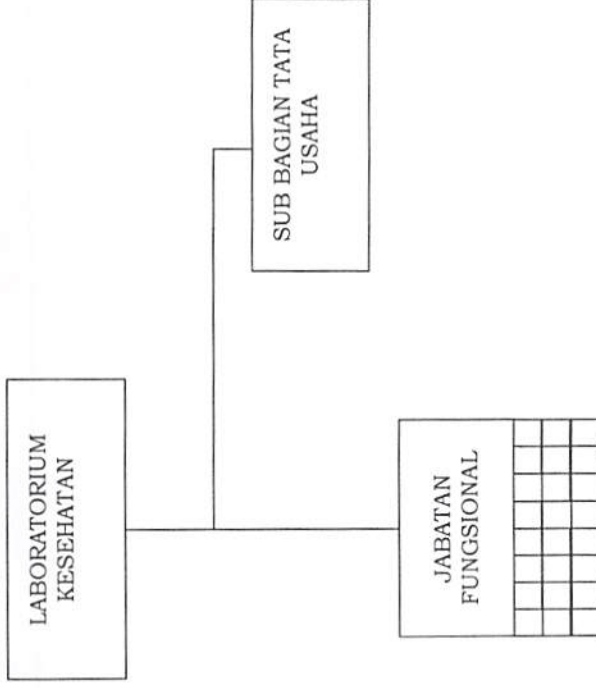 LABORATORIUM
KESEHATAN
SUB BAGIAN TATA
USAHA
JABATAN
FUNGSIONAL